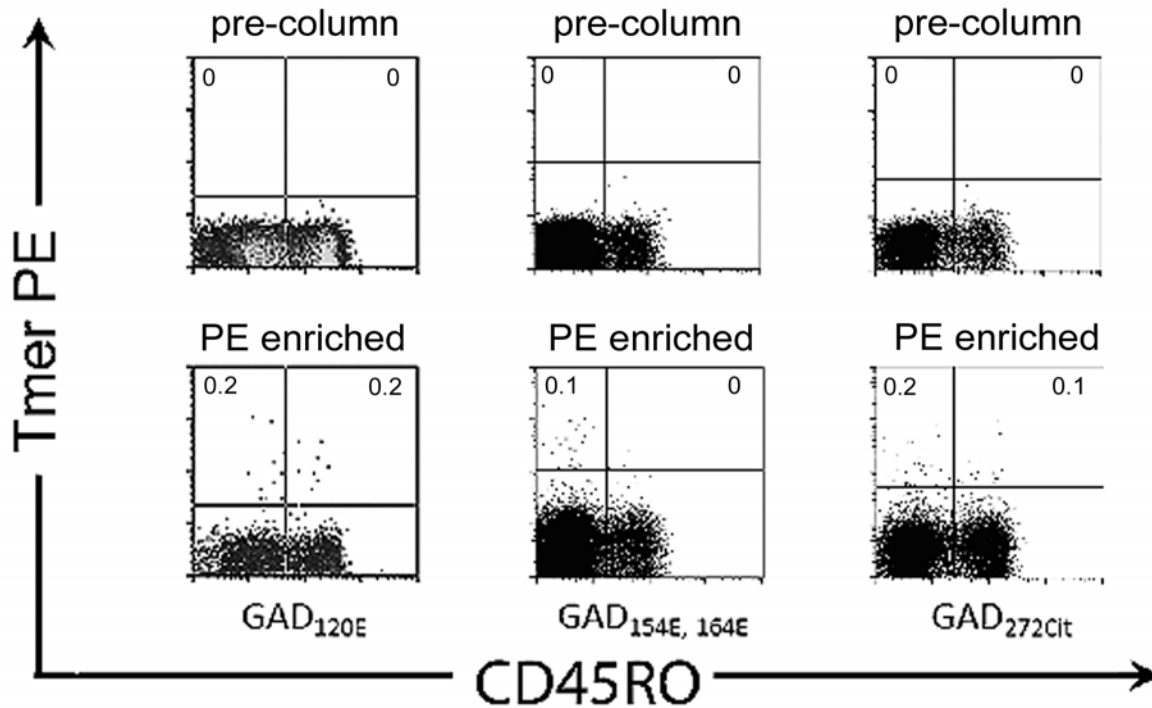 pre-column pre-column pre-column
0 0 0 0 0 0
PE enriched PE enriched PE enriched
0.2 0.2 0.1 0 0.2 0.1
GAD120E GAD154E, 164E GAD272Cit
Tmer PE
CD45RO